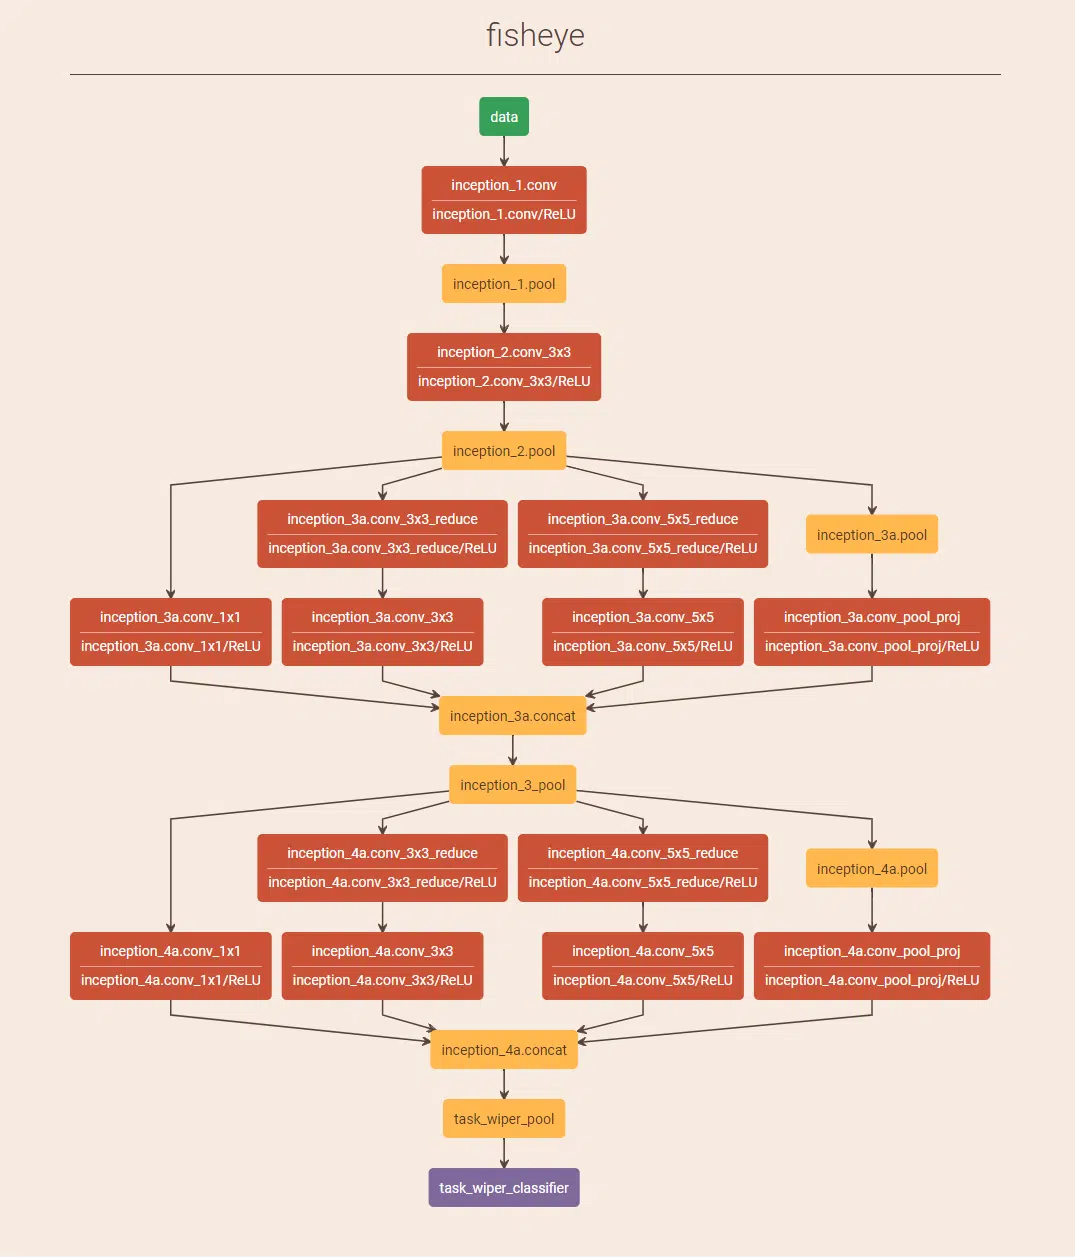 fisheye
data
inception_1.conv
inception_1.conv/ReLU
inception_1.pool
inception_2.conv_3x3
inception_2.conv_3x3/ReLU
inception_2.pool
inception_3a.conv_3x3_reduce
inception_3a.conv_3x3_reduce/ReLU
inception_3a.conv_5x5_reduce
inception_3a.conv_5x5_reduce/ReLU
inception_3a.pool
inception_3a.conv_1x1
inception_3a.conv_1x1/ReLU
inception_3a.conv_3x3
inception_3a.conv_3x3/ReLU
inception_3a.conv_5x5
inception_3a.conv_5x5/ReLU
inception_3a.conv_pool_proj
inception_3a.conv_pool_proj/ReLU
inception_3a.concat
inception_3_pool
inception_4a.conv_3x3_reduce
inception_4a.conv_3x3_reduce/ReLU
inception_4a.conv_5x5_reduce
inception_4a.conv_5x5_reduce/ReLU
inception_4a.pool
inception_4a.conv_1x1
inception_4a.conv_1x1/ReLU
inception_4a.conv_3x3
inception_4a.conv_3x3/ReLU
inception_4a.conv_5x5
inception_4a.conv_5x5/ReLU
inception_4a.conv_pool_proj
inception_4a.conv_pool_proj/ReLU
inception_4a.concat
task_wiper_pool
task_wiper_classifier